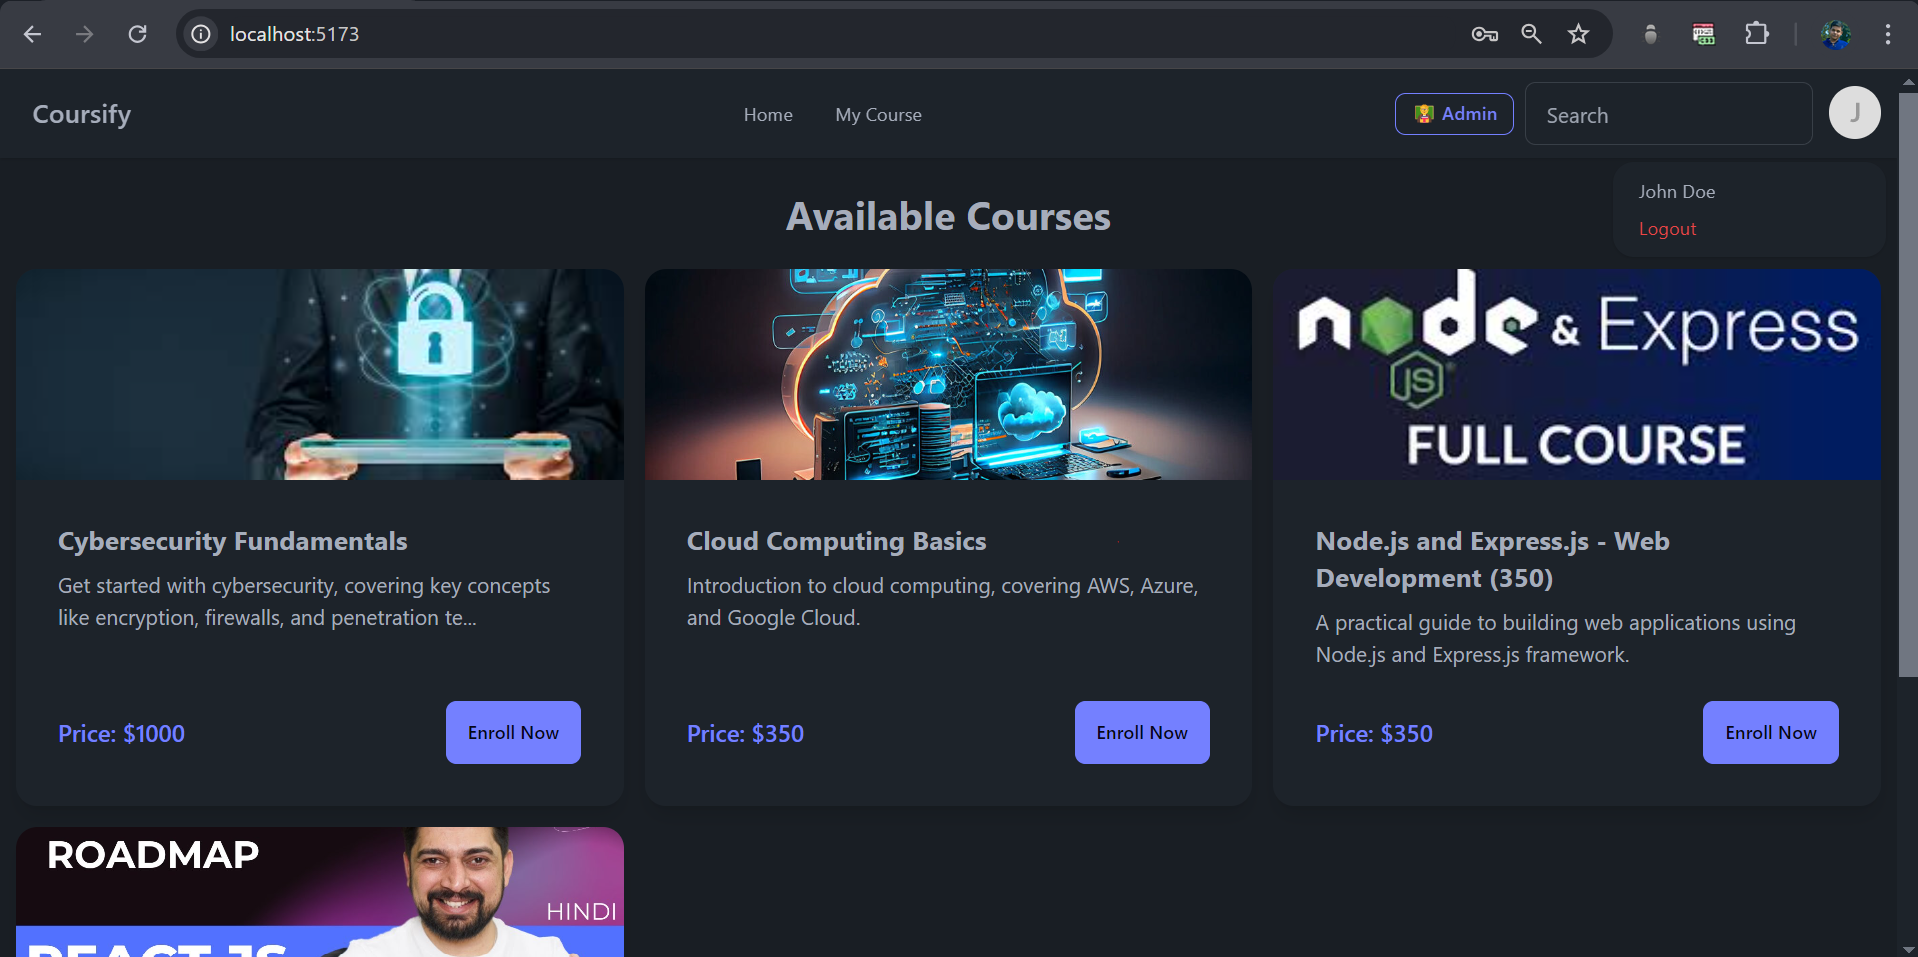 localhost:5173
Coursify
Home
My Course
Admin
Search
J
John Doe
Logout
Available Courses
node & Express
JS
FULL COURSE
Cybersecurity Fundamentals
Get started with cybersecurity, covering key concepts
like encryption, firewalls, and penetration te...
Price: $1000
Enroll Now
Cloud Computing Basics
Introduction to cloud computing, covering AWS, Azure,
and Google Cloud.
Price: $350
Enroll Now
Node.js and Express.js - Web
Development (350)
A practical guide to building web applications using
Node.js and Express.js framework.
Price: $350
Enroll Now
ROADMAP
HINDI
REACT JS